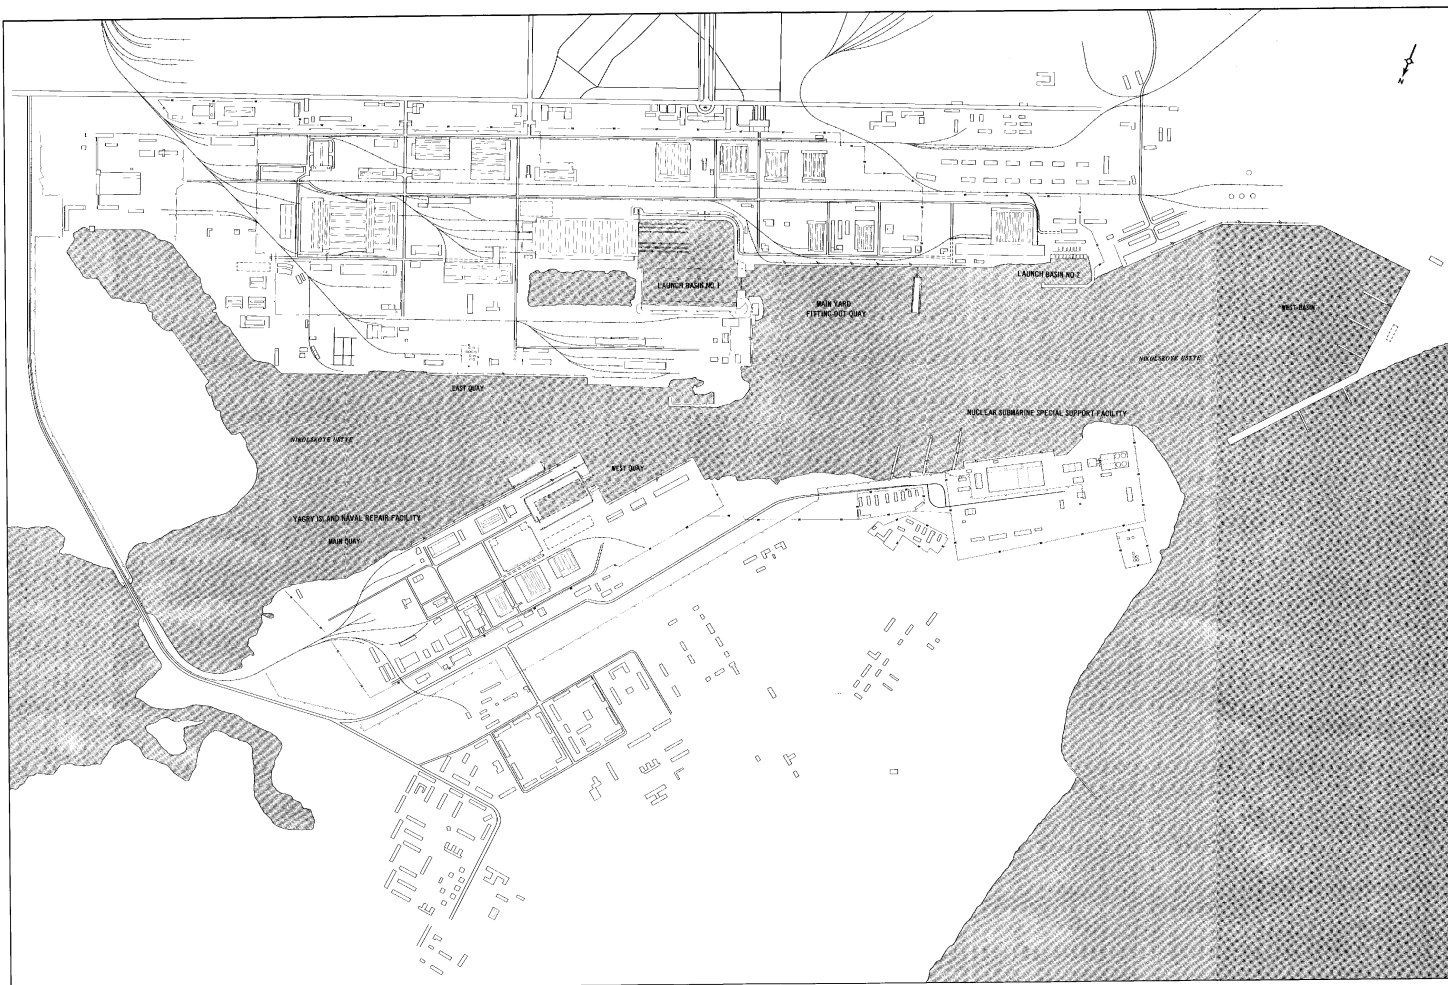 N
LAUNCH BASIN NO 2
LAUNCH BASIN NO 1
MAIN YARD
FITTING-OUT QUAY
WEST BASIN
NIKOLSKOYE USTYE
EAST QUAY
NUCLEAR SUBMARINE SPECIAL SUPPORT FACILITY
NIKOLSKOYE USTYE
WEST QUAY
YAGRY ISLAND NAVAL REPAIR FACILITY
MAIN QUAY